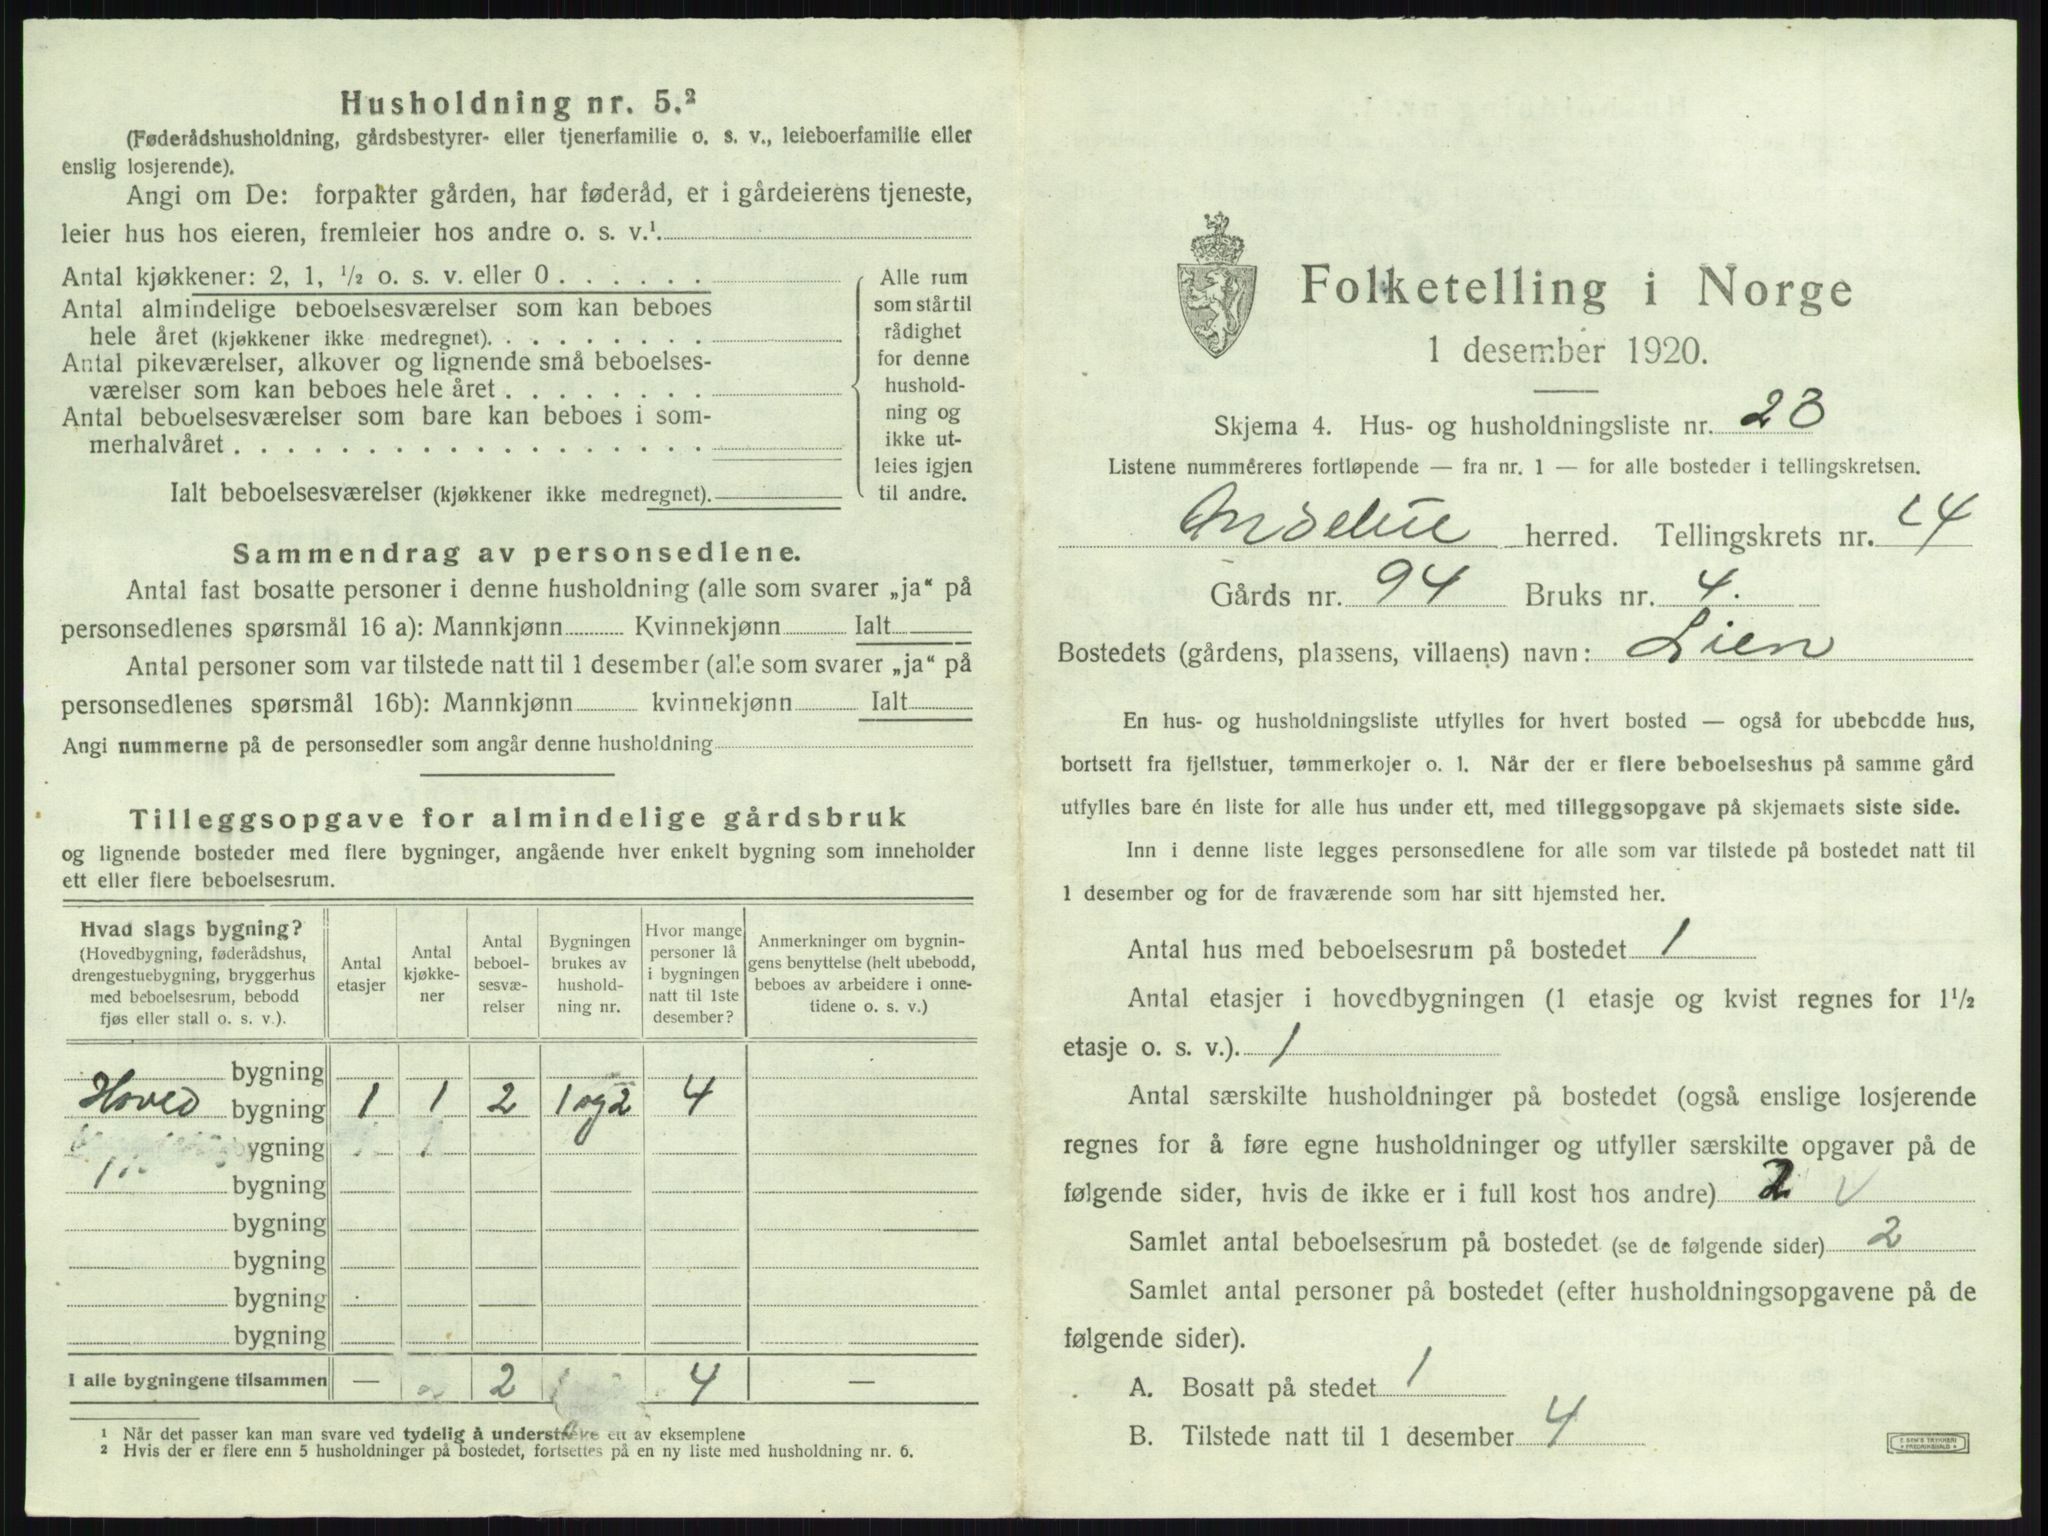 Husholdning nr. 5.²
(Føderådshusholdning, gårdsbestyrer- eller tjenerfamilie o. s. v., leieboerfamilie eller
enslig losjerende).
Angi om De: forpakter gården, har føderåd, er i gårdeierens tjeneste,
leier hus hos eieren, fremleier hos andre o. s. v.¹
Antal kjøkkener: 2, 1, ½ o. s. v. eller 0 . . . . . .
Antal almindelige beboelsesværelser som kan beboes
hele året (kjøkkener ikke medregnet). . . . . . . . .
Antal pikeværelser, alkover og lignende små beboelses-
værelser som kan beboes hele året . . . . . . . .
Antal beboelsesværelser som bare kan beboes i som-
merhalvåret . . . . . . . . . . . . . . . . . .
Ialt beboelsesværelser (kjøkkener ikke medregnet).
Alle rum
som står til
rådighet
for denne
hushold-
ning og
ikke ut-
leies igjen
til andre.
Sammendrag av personsedlene.
Antal fast bosatte personer i denne husholdning (alle som svarer „ja“ på
personsedlenes spørsmål 16 a): Mannkjønn Kvinnekjønn Ialt
Antal personer som var tilstede natt til 1 desember (alle som svarer „ja“ på
personsedlenes spørsmål 16b): Mannkjønn kvinnekjønn Ialt
Angi nummerne på de personsedler som angår denne husholdning
Tilleggsopgave for almindelige gårdsbruk
og lignende bosteder med flere bygninger, angående hver enkelt bygning som inneholder
ett eller flere beboelsesrum.
Hvad slags bygning?
(Hovedbygning, føderådshus,
drengestuebygning, bryggerhus
med beboelsesrum, bebodd
fjøs eller stall o. s. v.).
Antal
etasjer
Antal
kjøkke-
ner
Antal
beboel-
sesvæ-
relser
Bygningen
brukes av
hushold-
ning nr.
Hvor mange
personer lå
i bygningen
natt til 1ste
desember?
Anmerkninger om bygnin-
gens benyttelse (helt ubebodd,
beboes av arbeidere i onne-
tidene o. s. v.)
bygning
Hoved bygning 1 1 2 1 og 2 4
bygning
bygning
bygning
bygning
bygning
bygning
I alle bygningene tilsammen — 2 4 —
¹ Når det passer kan man svare ved tydelig å understreke ett av eksemplene
² Hvis der er flere enn 5 husholdninger på bostedet, fortsettes på en ny liste med husholdning nr. 6.
Folketelling i Norge
1 desember 1920.
Skjema 4. Hus- og husholdningsliste nr. 23
Listene nummereres fortløpende — fra nr. 1 — for alle bosteder i tellingskretsen.
Andebu herred. Tellingskrets nr. 14
Gårds nr. 94 Bruks nr. 4.
Bostedets (gårdens, plassens, villaens) navn: Lien
En hus- og husholdningsliste utfylles for hvert bosted — også for ubebodde hus,
bortsett fra fjellstuer, tømmerkojer o. l. Når der er flere beboelseshus på samme gård
utfylles bare én liste for alle hus under ett, med tilleggsopgave på skjemaets siste side.
Inn i denne liste legges personsedlene for alle som var tilstede på bostedet natt til
1 desember og for de fraværende som har sitt hjemsted her.
Antal hus med beboelsesrum på bostedet 1
Antal etasjer i hovedbygningen (1 etasje og kvist regnes for 1½
etasje o. s. v.). 1
Antal særskilte husholdninger på bostedet (også enslige losjerende
regnes for å føre egne husholdninger og utfyller særskilte opgaver på de
følgende sider, hvis de ikke er i full kost hos andre) 2 v
Samlet antal beboelsesrum på bostedet (se de følgende sider) 2
Samlet antal personer på bostedet (efter husholdningsopgavene på de
følgende sider).
A. Bosatt på stedet 1
B. Tilstede natt til 1 desember 4